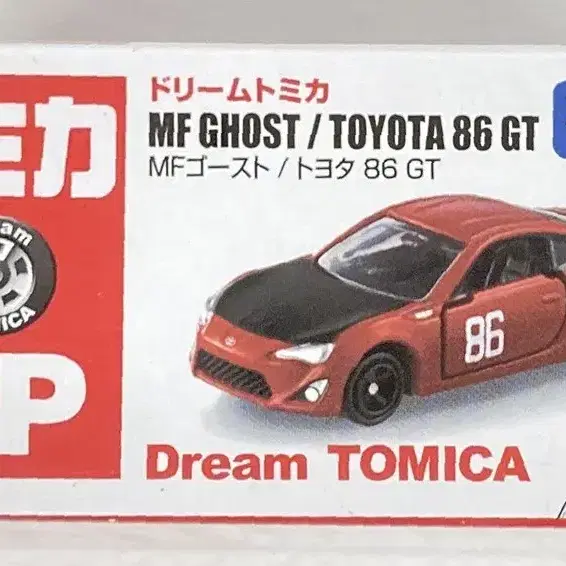 ドリームトミカ
MF GHOST / TOYOTA 86 GT
MFゴースト / トヨタ 86 GT
ミカ
86
P
Dream TOMICA